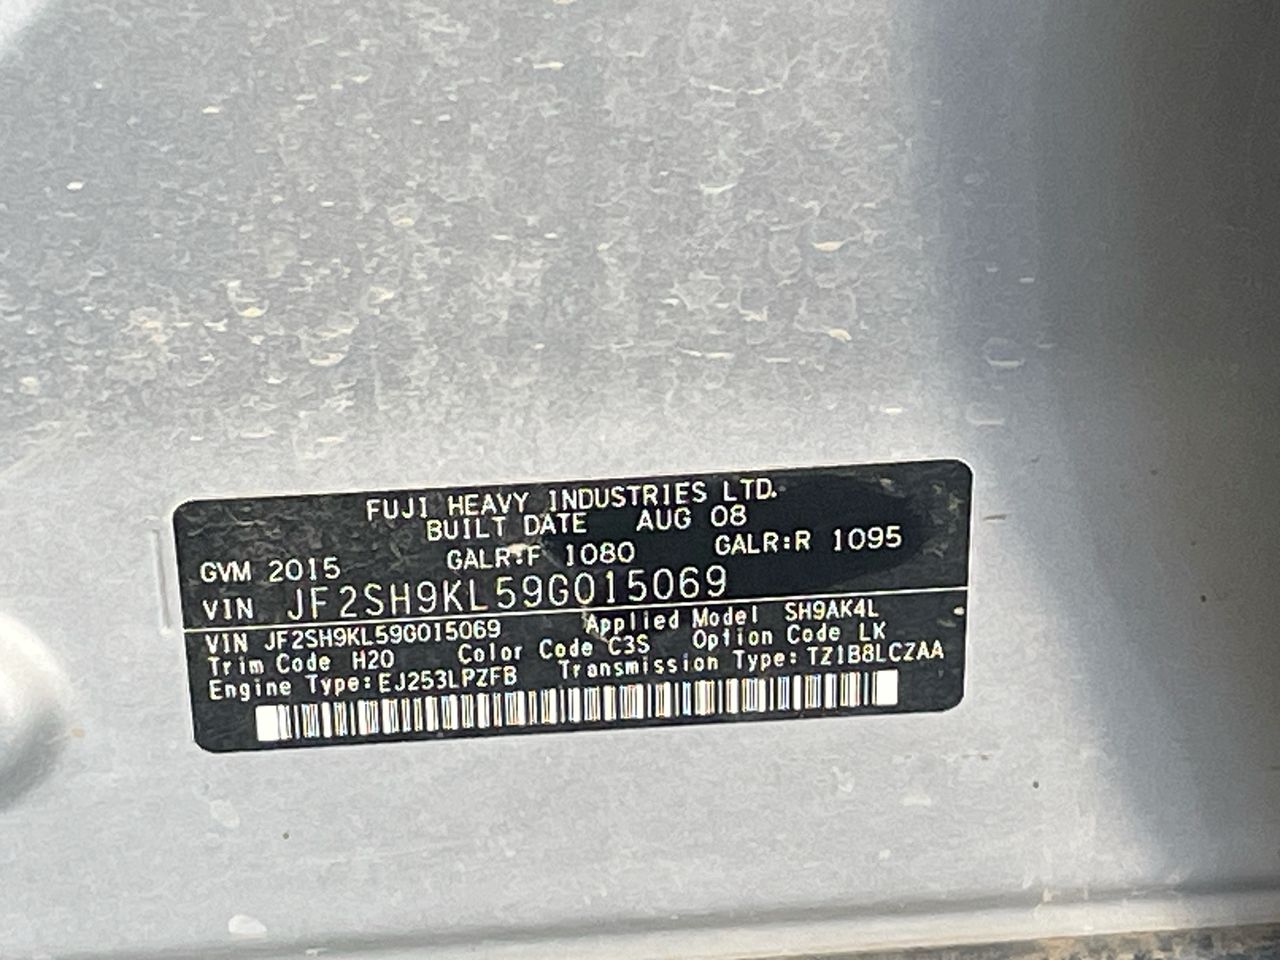 FUJI HEAVY INDUSTRIES LTD.
BUILT DATE AUG 08
GVM 2015 GALR:F 1080 GALR:R 1095
VIN JF2SH9KL59G015069
VIN JF2SH9KL59G015069 Applied Model SH9AK4L
Trim Code H20 Color Code C3S Option Code LK
Engine Type:EJ253LPZFB Transmission Type:TZ1B8LCZAA